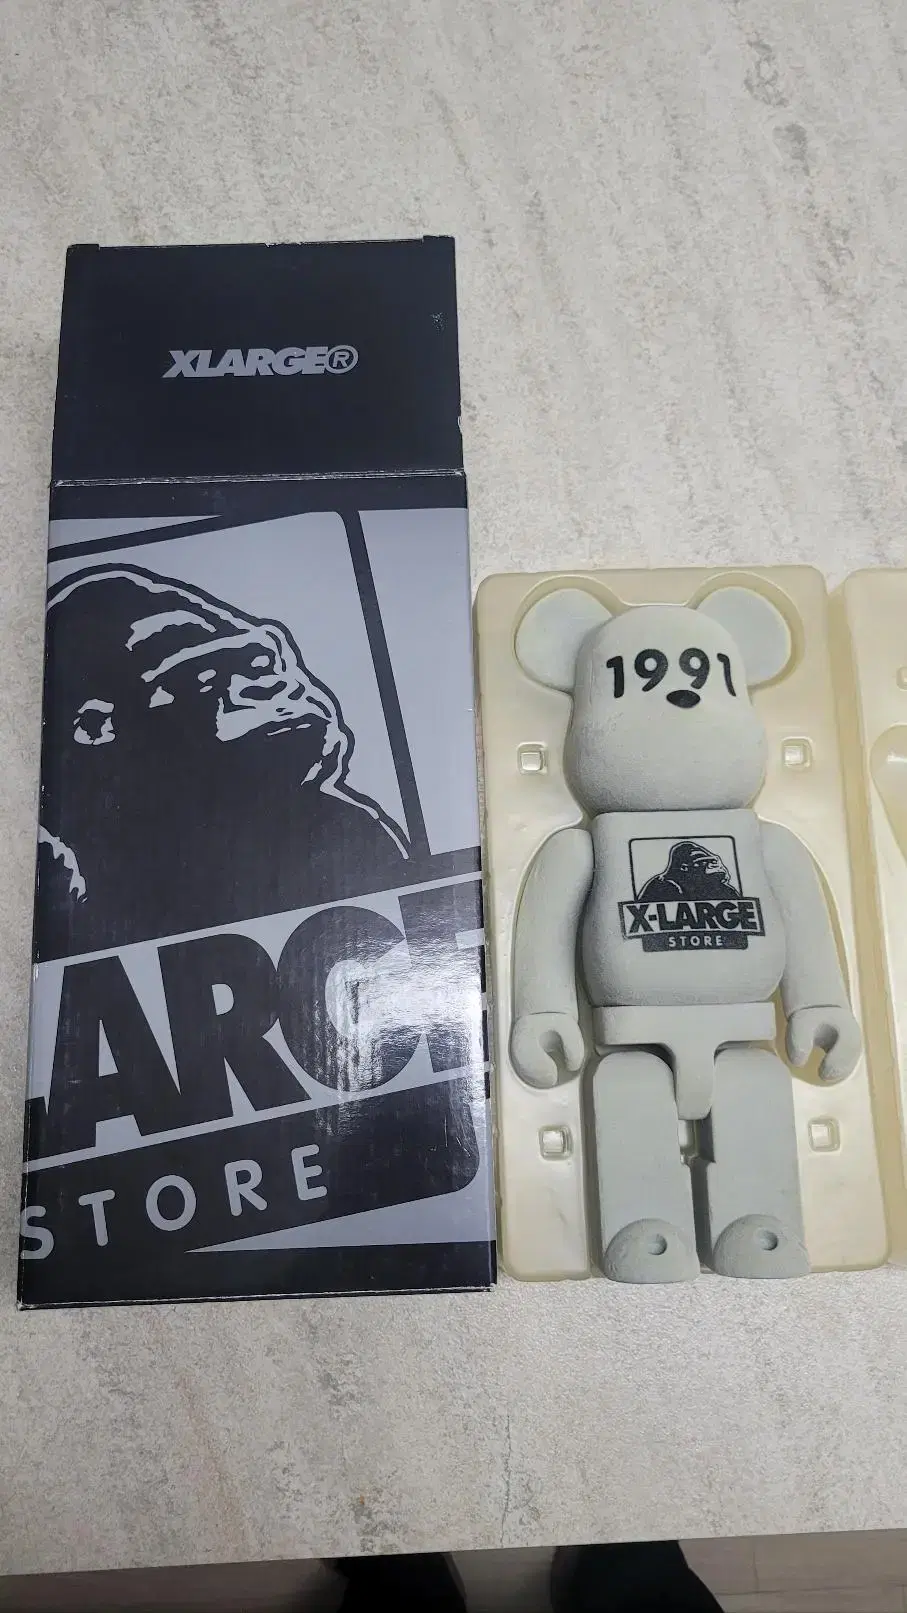 XLARGE®
LARGE
STORE
1991
X-LARGE
STORE